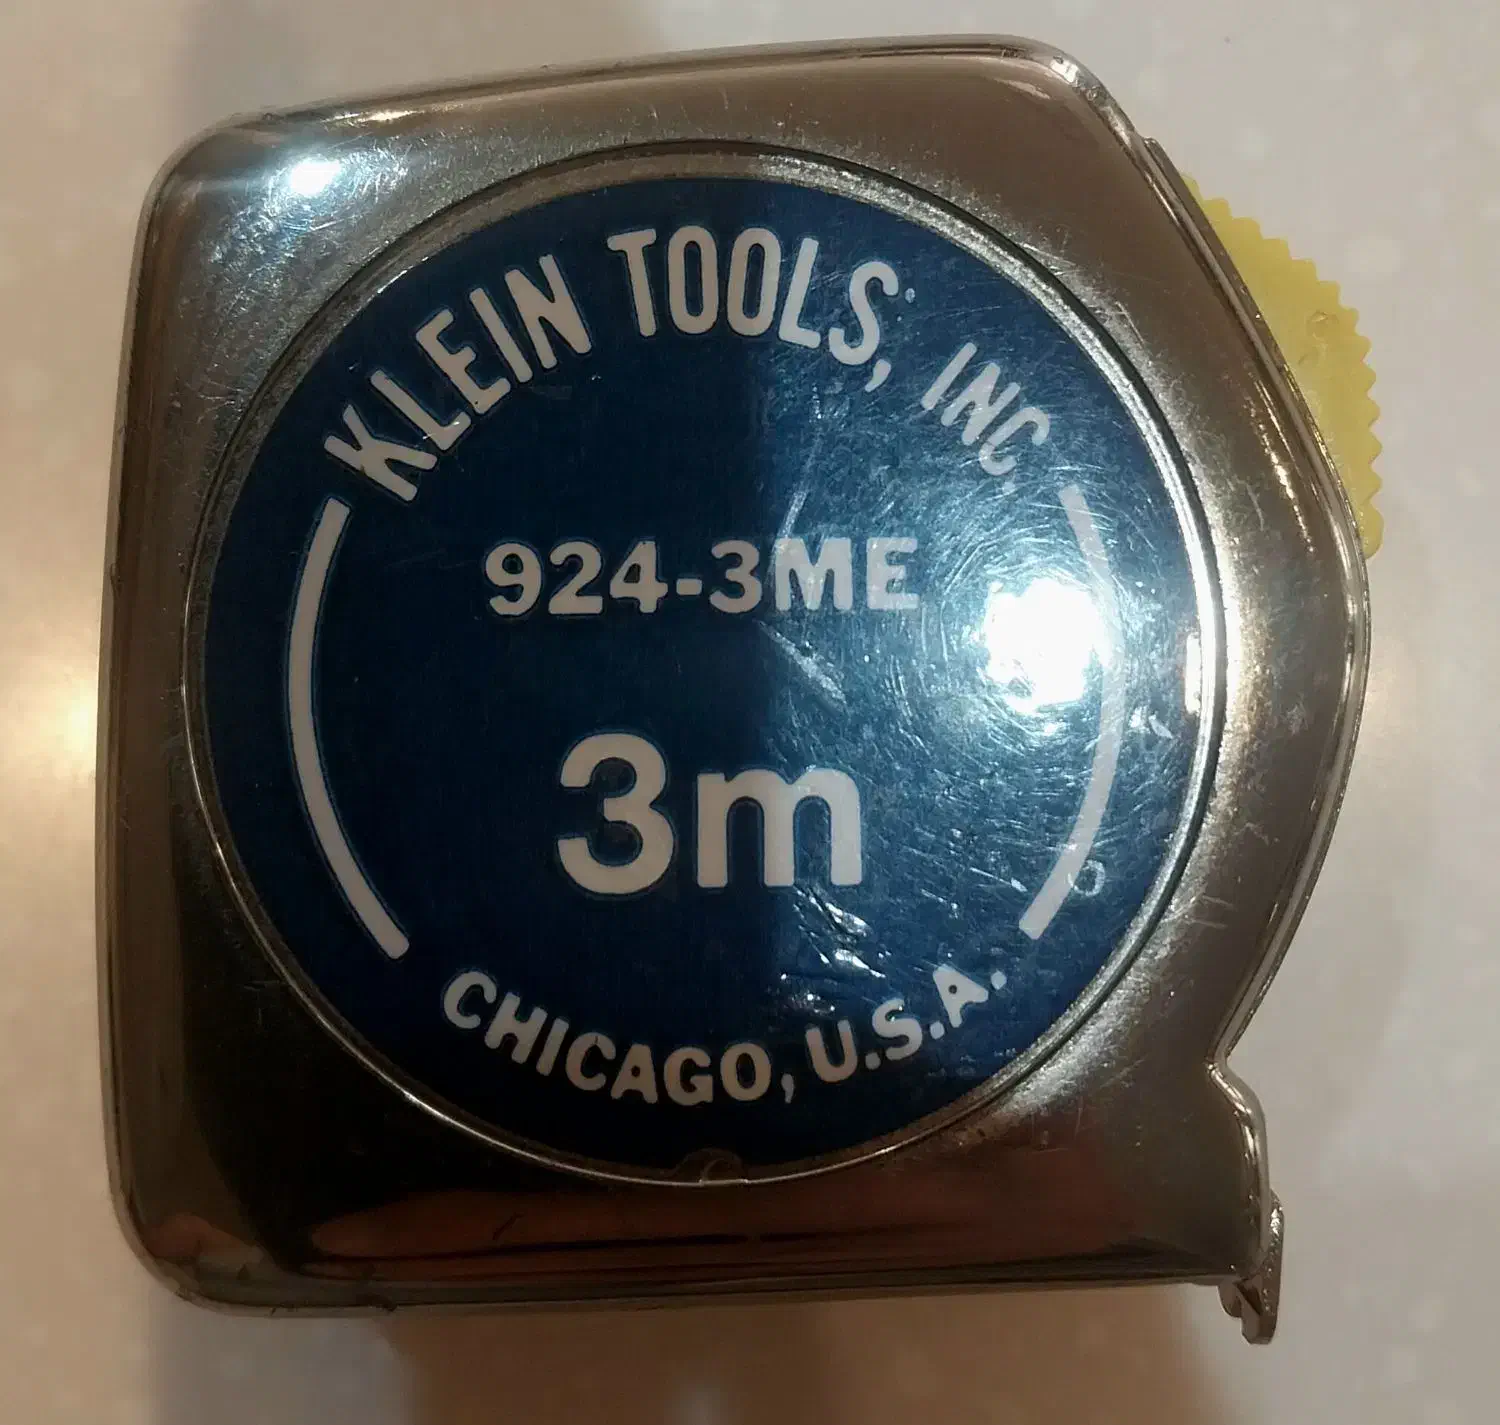 KLEIN TOOLS, INC.
924-3ME
3m
CHICAGO, U.S.A.